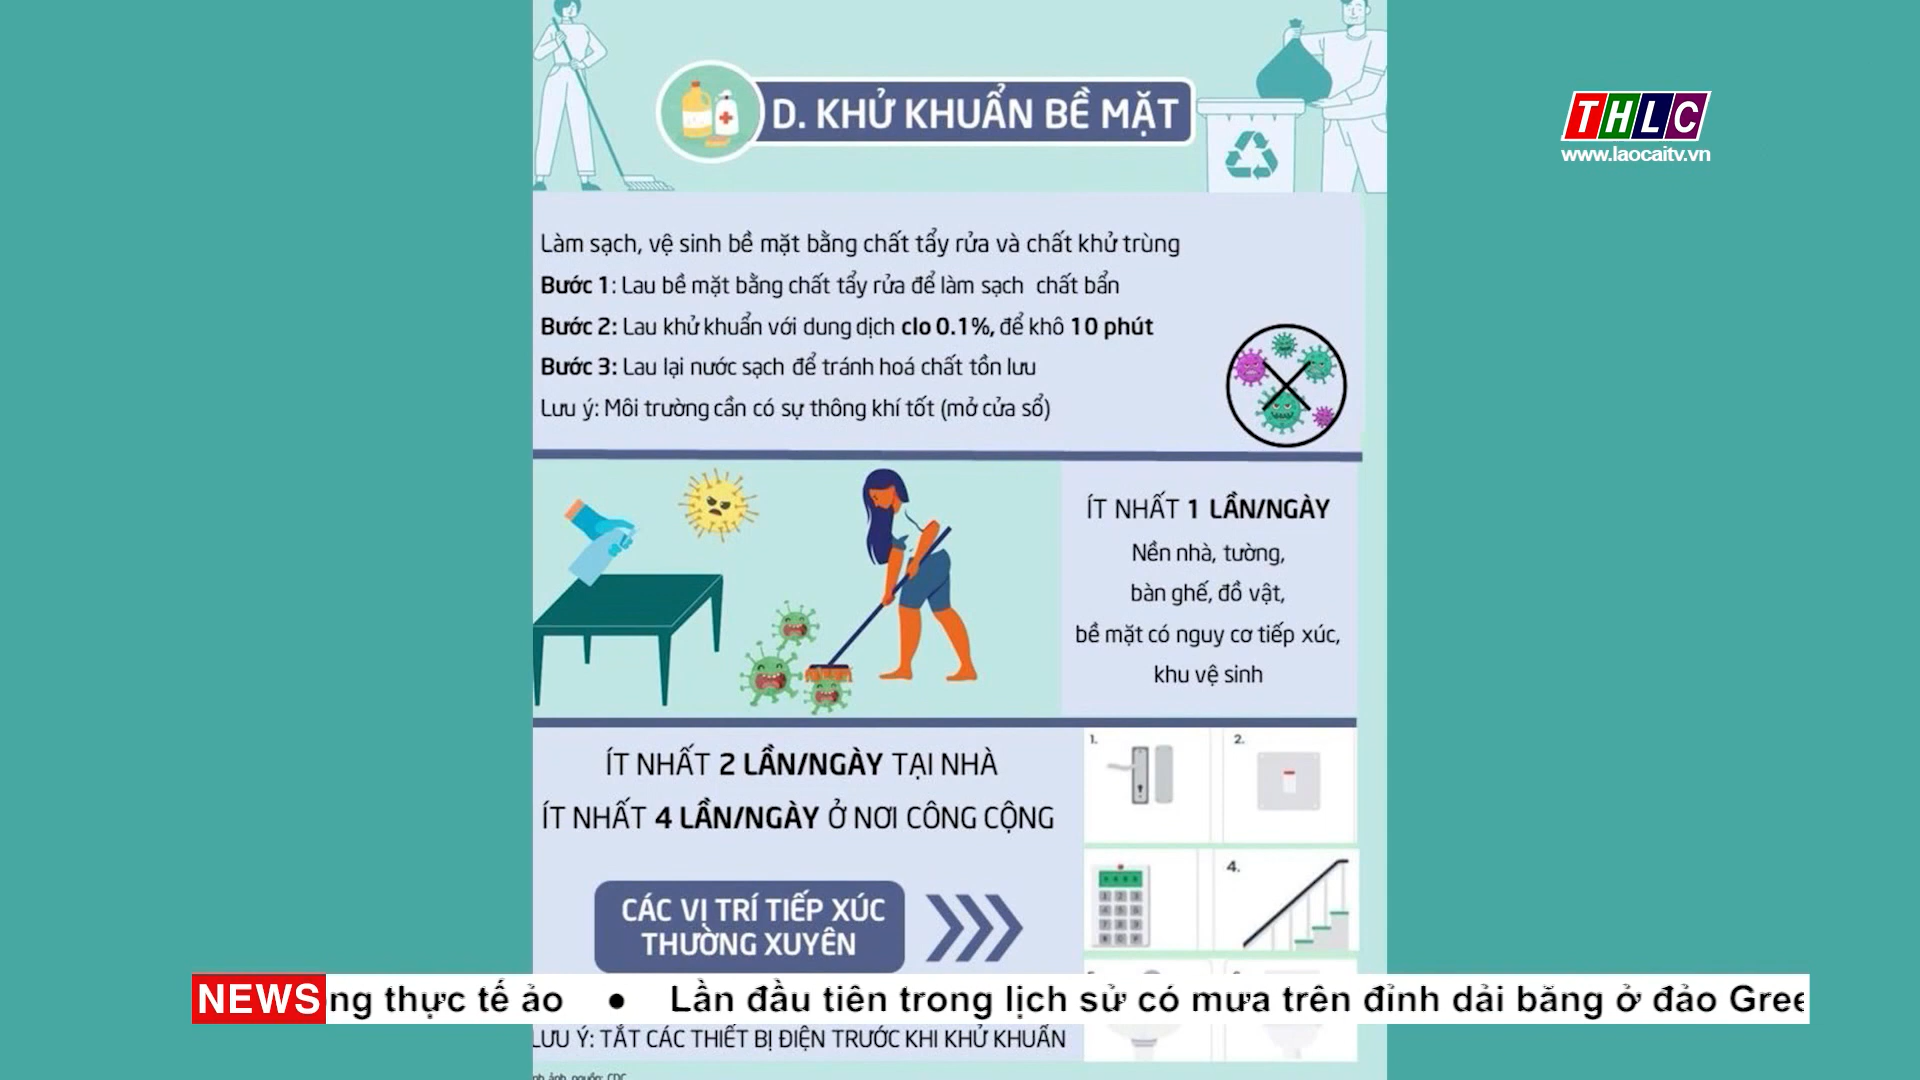 D. KHỬ KHUẨN BỀ MẶT
THLC
www.laocaitv.vn
Làm sạch, vệ sinh bề mặt bằng chất tẩy rửa và chất khử trùng
Bước 1: Lau bề mặt bằng chất tẩy rửa để làm sạch chất bẩn
Bước 2: Lau khử khuẩn với dung dịch clo 0.1%, để khô 10 phút
Bước 3: Lau lại nước sạch để tránh hoá chất tồn lưu
Lưu ý: Môi trường cần có sự thông khí tốt (mở cửa sổ)
ÍT NHẤT 1 LẦN/NGÀY
Nền nhà, tường,
bàn ghế, đồ vật,
bề mặt có nguy cơ tiếp xúc,
khu vệ sinh
ÍT NHẤT 2 LẦN/NGÀY TẠI NHÀ
ÍT NHẤT 4 LẦN/NGÀY Ở NƠI CÔNG CỘNG
CÁC VỊ TRÍ TIẾP XÚC
THƯỜNG XUYÊN
1.
2.
4.
NEWS
thực tế ảo • Lần đầu tiên trong lịch sử có mưa trên đỉnh dải băng ở đảo
LƯU Ý: TẮT CÁC THIẾT BỊ ĐIỆN TRƯỚC KHI KHỬ KHUẨN